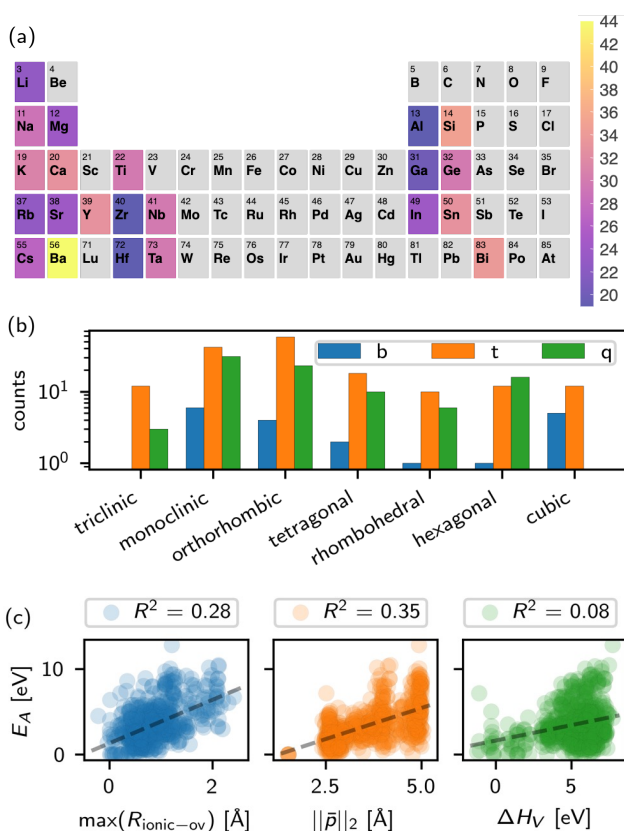 (a)
3 4 5 6 7 8 9
Li Be B C N O F
11 12 13 14 15 16 17
Na Mg Al Si P S Cl
19 20 21 22 23 24 25 26 27 28 29 30 31 32 33 34 35
K Ca Sc Ti V Cr Mn Fe Co Ni Cu Zn Ga Ge As Se Br
37 38 39 40 41 42 43 44 45 46 47 48 49 50 51 52 53
Rb Sr Y Zr Nb Mo Tc Ru Rh Pd Ag Cd In Sn Sb Te I
55 56 71 72 73 74 75 76 77 78 79 80 81 82 83 84 85
Cs Ba Lu Hf Ta W Re Os Ir Pt Au Hg Tl Pb Bi Po At
44
42
40
38
36
34
32
30
28
26
24
22
20
(b)
b t q
counts
10¹
10⁰
triclinic monoclinic orthorhombic tetragonal rhombohedral hexagonal cubic
(c)
R² = 0.28 R² = 0.35 R² = 0.08
E_A [eV]
10
0
0 2 2.5 5.0 0 5
max(R_ionic−ov) [Å] ||p̄||₂ [Å] ΔH_V [eV]